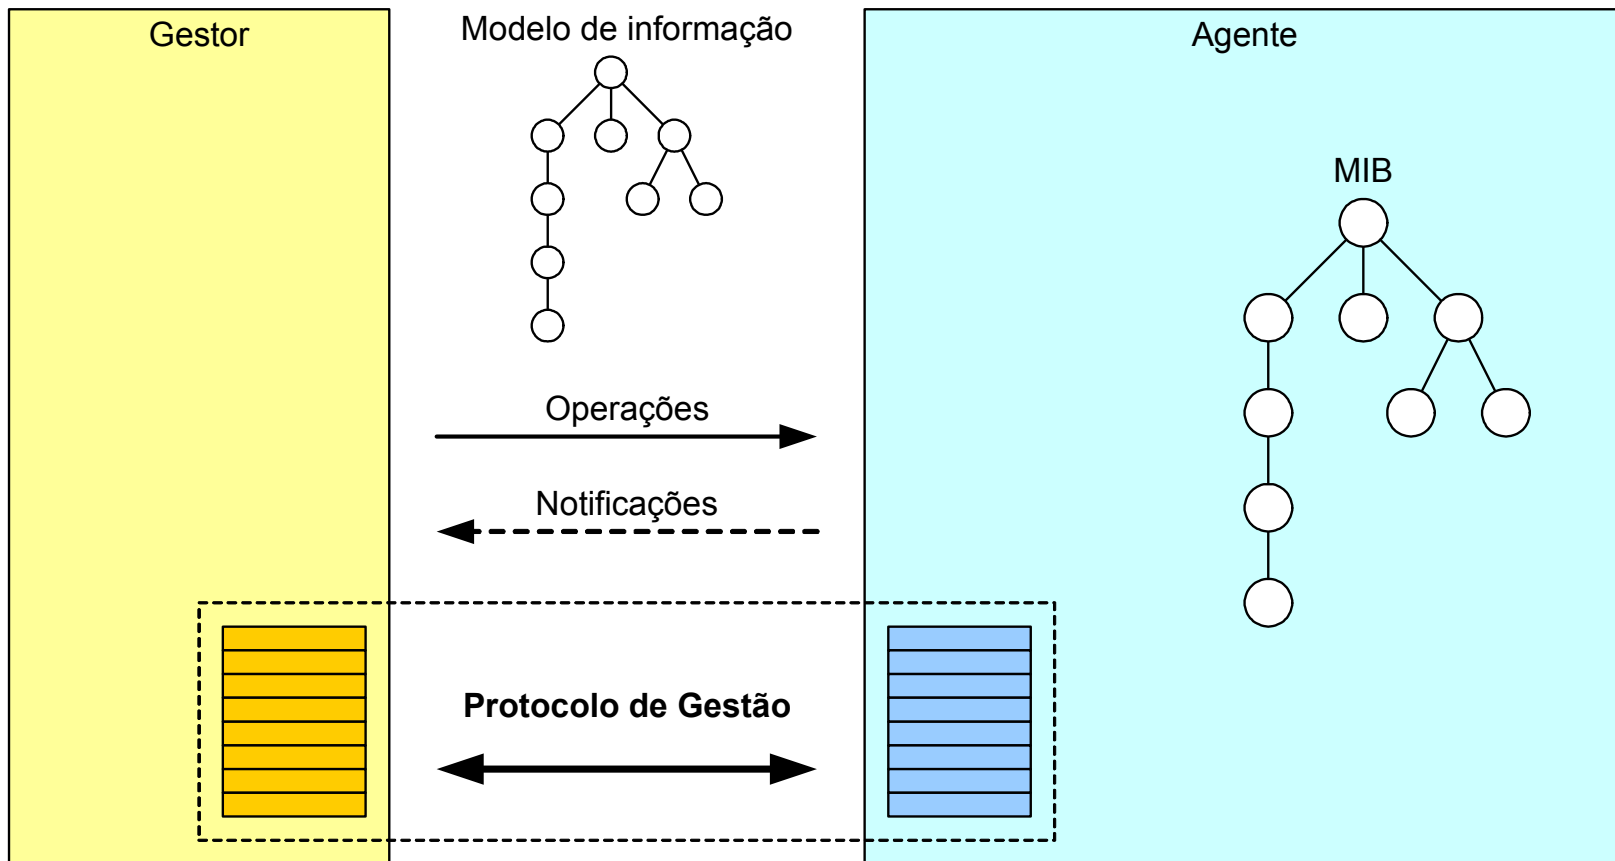 Gestor
Modelo de informação
Agente
MIB
Operações
Notificações
Protocolo de Gestão